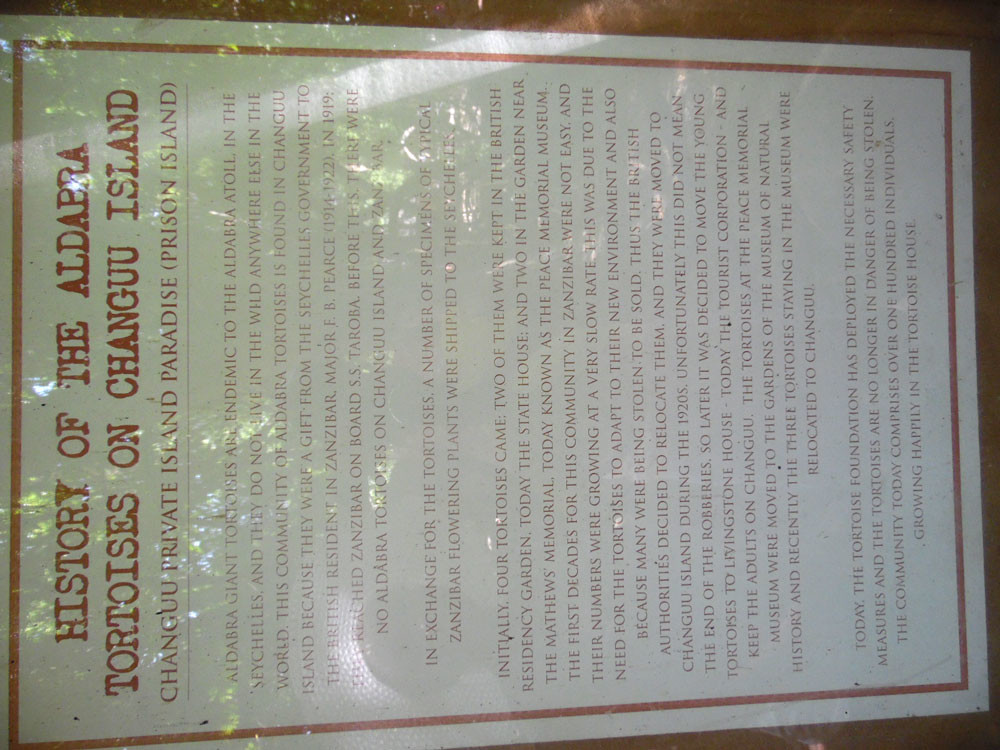 HISTORY OF THE ALDABRA
TORTOISES ON CHANGUU ISLAND
CHANGUU PRIVATE ISLAND PARADISE (PRISON ISLAND)
ALDABRA GIANT TORTOISES ARE ENDEMIC TO THE ALDABRA ATOLL, IN THE
SEYCHELLES, AND THEY DO NOT LIVE IN THE WILD ANYWHERE ELSE IN THE
WORLD. THIS COMMUNITY OF ALDABRA TORTOISES IS FOUND IN CHANGUU
ISLAND BECAUSE THEY WERE A GIFT FROM THE SEYCHELLES GOVERNMENT TO
THE BRITISH RESIDENT IN ZANZIBAR, MAJOR F. B. PEARCE (1914-1922). IN 1919;
REACHED ZANZIBAR ON BOARD S.S. TAROBA. BEFORE THIS, THERE WERE
NO ALDABRA TORTOISES ON CHANGUU ISLAND AND ZANZIBAR.
IN EXCHANGE FOR THE TORTOISES, A NUMBER OF SPECIMENS OF TYPICAL
ZANZIBAR FLOWERING PLANTS WERE SHIPPED TO THE SEYCHELLES.
INITIALLY, FOUR TORTOISES CAME; TWO OF THEM WERE KEPT IN THE BRITISH
RESIDENCY GARDEN, TODAY THE STATE HOUSE; AND TWO IN THE GARDEN NEAR
THE MATHEWS' MEMORIAL, TODAY KNOWN AS THE PEACE MEMORIAL MUSEUM.
THE FIRST DECADES FOR THIS COMMUNITY IN ZANZIBAR WERE NOT EASY, AND
THEIR NUMBERS WERE GROWING AT A VERY SLOW RATE. THIS WAS DUE TO THE
NEED FOR THE TORTOISES TO ADAPT TO THEIR NEW ENVIRONMENT AND ALSO
BECAUSE MANY WERE BEING STOLEN TO BE SOLD. THUS THE BRITISH
AUTHORITIES DECIDED TO RELOCATE THEM, AND THEY WERE MOVED TO
CHANGUU ISLAND DURING THE 1920S. UNFORTUNATELY THIS DID NOT MEAN
THE END OF THE ROBBERIES, SO LATER IT WAS DECIDED TO MOVE THE YOUNG
TORTOISES TO LIVINGSTONE HOUSE - TODAY THE TOURIST CORPORATION - AND
KEEP THE ADULTS ON CHANGUU. THE TORTOISES AT THE PEACE MEMORIAL
MUSEUM WERE MOVED TO THE GARDENS OF THE MUSEUM OF NATURAL
HISTORY AND RECENTLY THE THREE TORTOISES STAYING IN THE MUSEUM WERE
RELOCATED TO CHANGUU.
TODAY, THE TORTOISE FOUNDATION HAS DEPLOYED THE NECESSARY SAFETY
MEASURES AND THE TORTOISES ARE NO LONGER IN DANGER OF BEING STOLEN.
THE COMMUNITY TODAY COMPRISES OVER ONE HUNDRED INDIVIDUALS,
GROWING HAPPILY IN THE TORTOISE HOUSE.